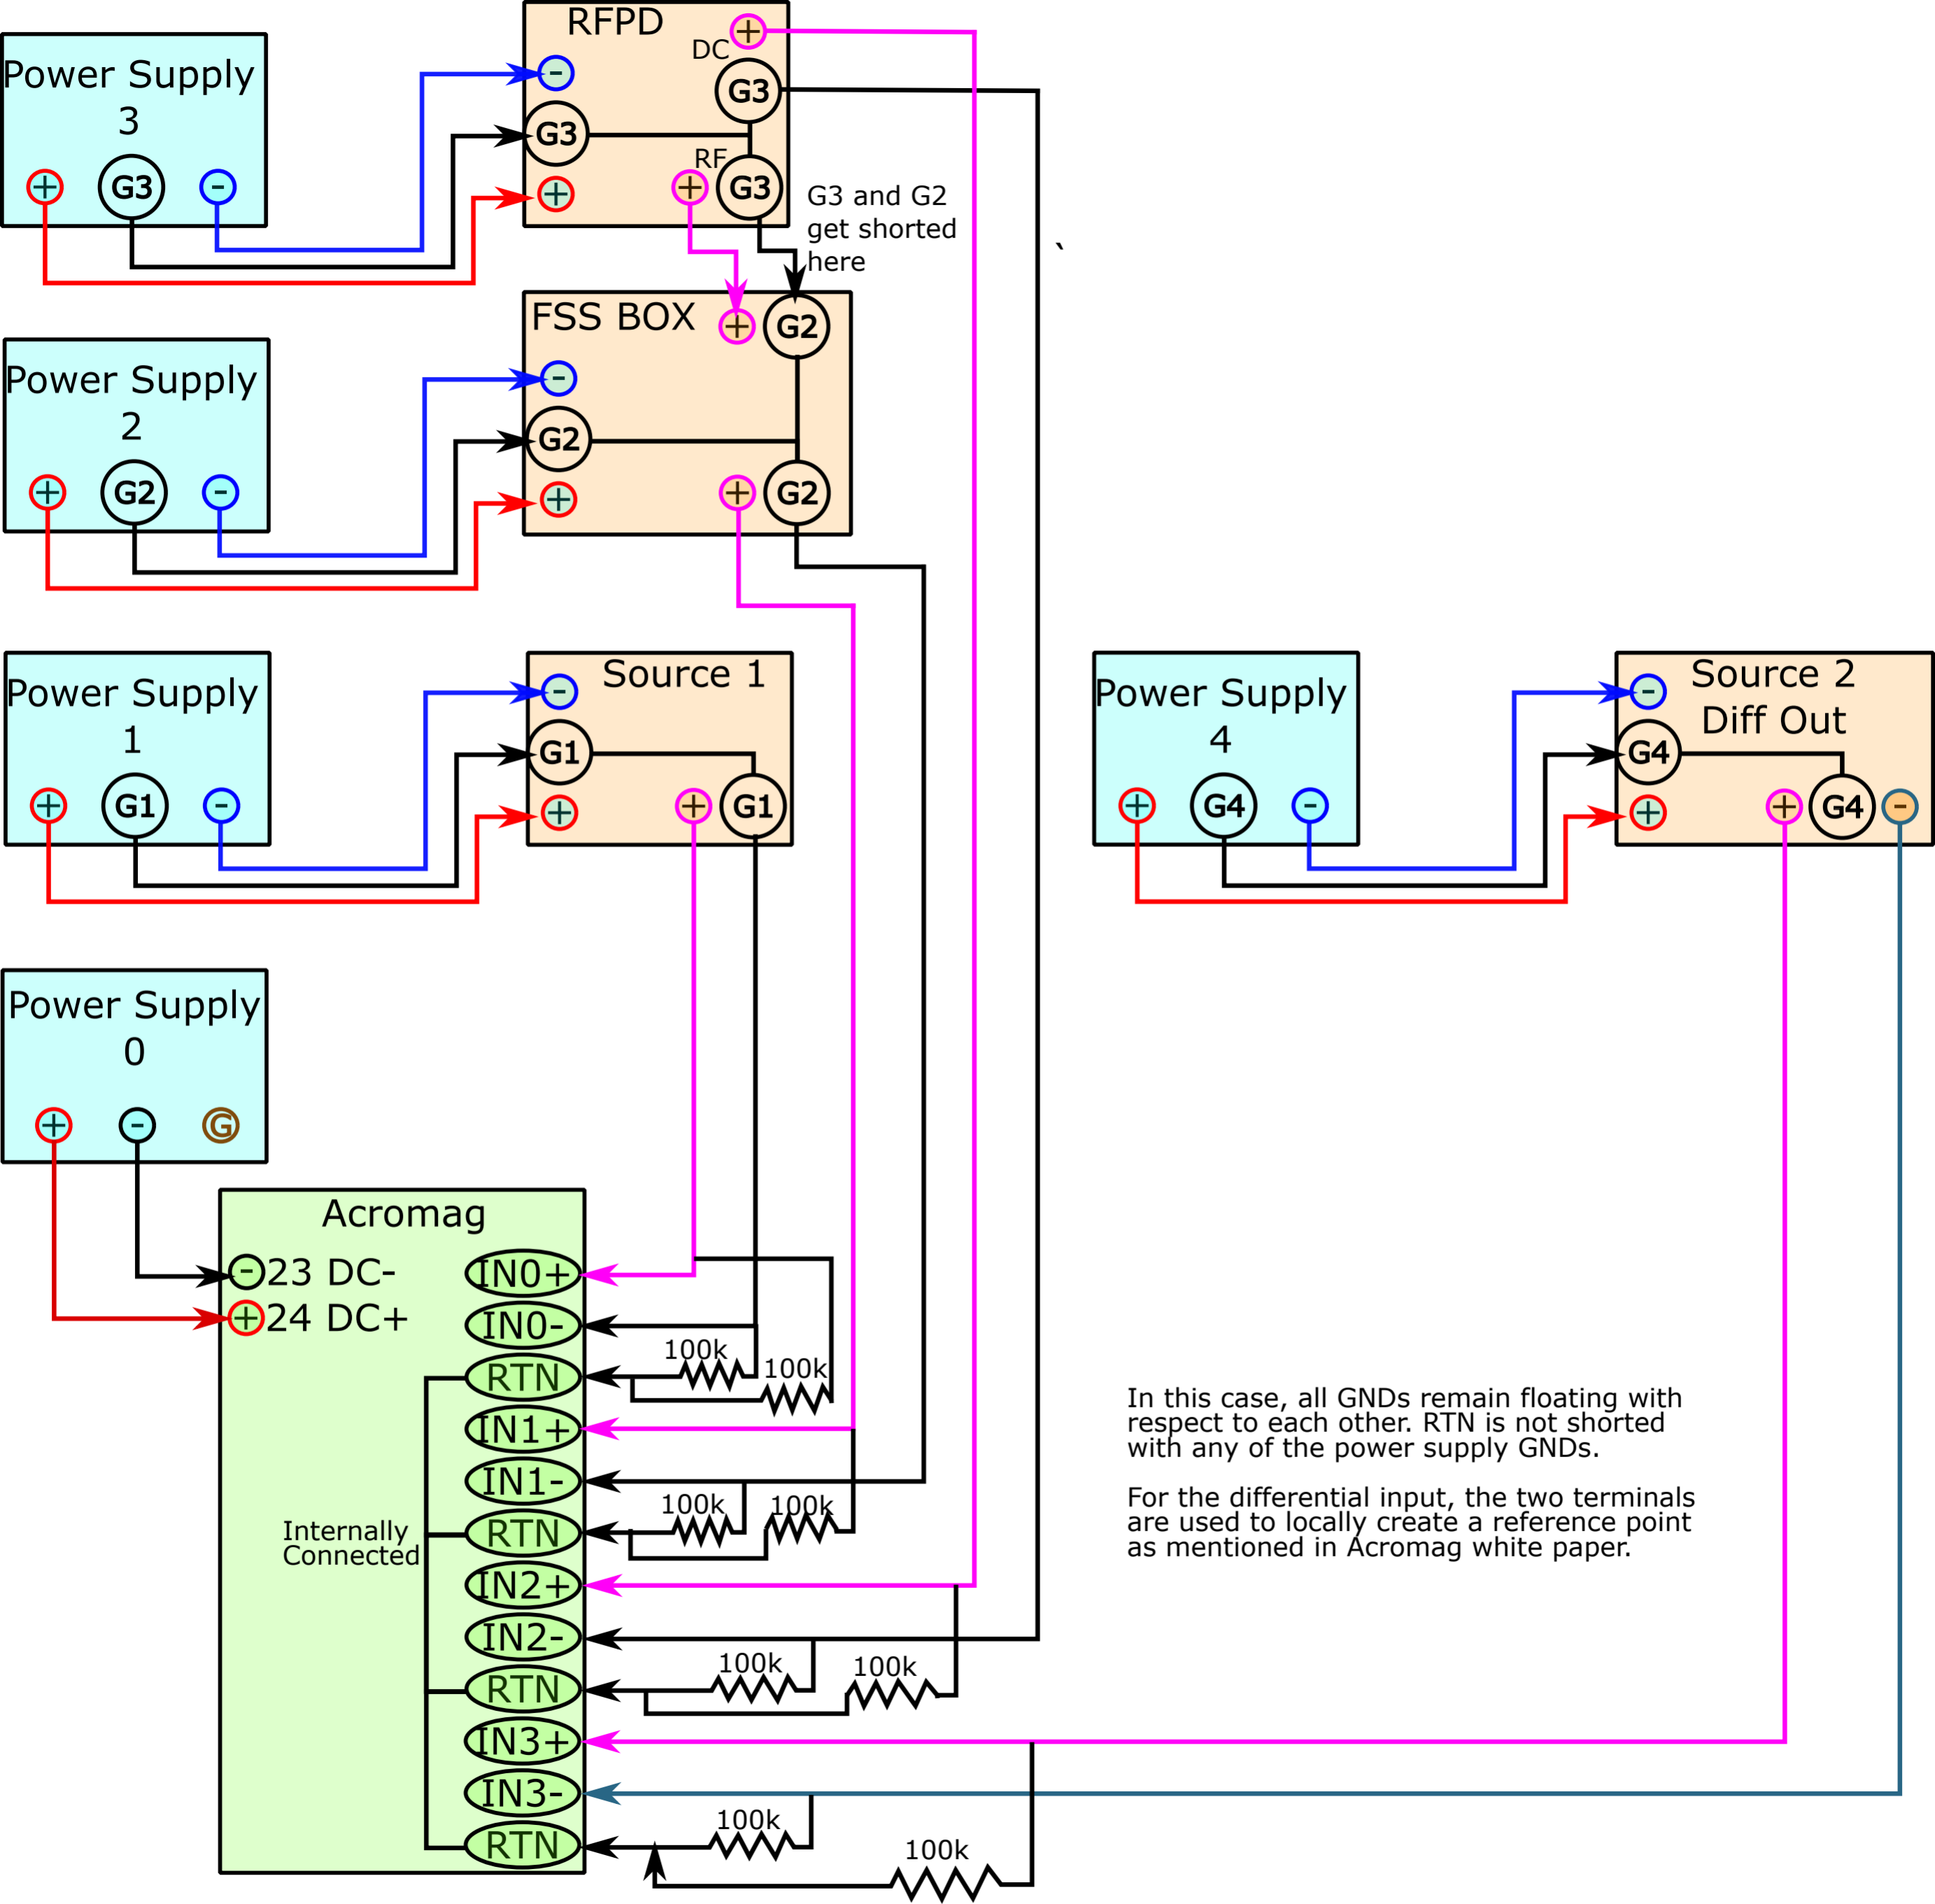 RFPD
Power Supply
3
+
G3
-
-
G3
+
DC
+
G3
RF
+
G3
G3 and G2
get shorted
here
`
FSS BOX
Power Supply
2
+
G2
-
-
G2
+
+
G2
+
G2
Power Supply
1
+
G1
-
Source 1
-
G1
+
+
G1
Power Supply
4
+
G4
-
Source 2
Diff Out
-
G4
+
+
G4
-
Power Supply
0
+
-
G
Acromag
- 23 DC-
+ 24 DC+
Internally
Connected
IN0+
IN0-
RTN
IN1+
IN1-
RTN
IN2+
IN2-
RTN
IN3+
IN3-
RTN
100k
100k
100k
100k
100k
100k
100k
100k
In this case, all GNDs remain floating with
respect to each other. RTN is not shorted
with any of the power supply GNDs.
For the differential input, the two terminals
are used to locally create a reference point
as mentioned in Acromag white paper.